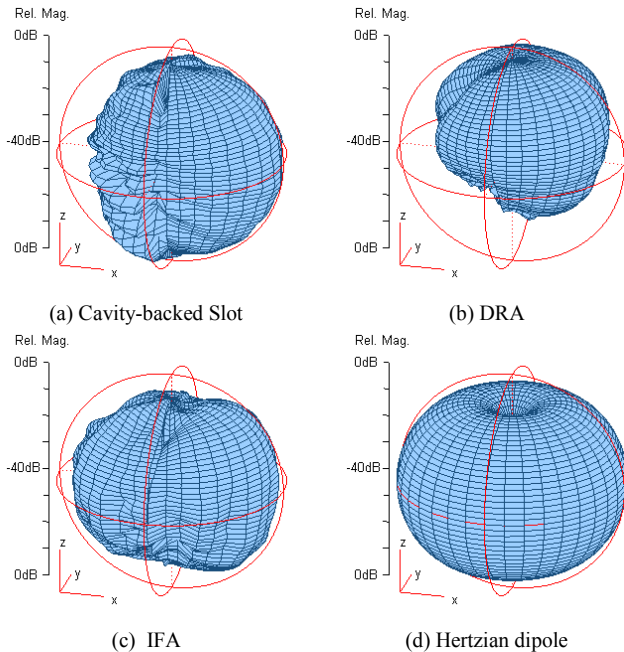 Rel. Mag.
0dB
-40dB
0dB
z
y
x
(a) Cavity-backed Slot
Rel. Mag.
0dB
-40dB
0dB
z
y
x
(b) DRA
Rel. Mag.
0dB
-40dB
0dB
z
y
x
(c) IFA
Rel. Mag.
0dB
-40dB
0dB
z
y
x
(d) Hertzian dipole